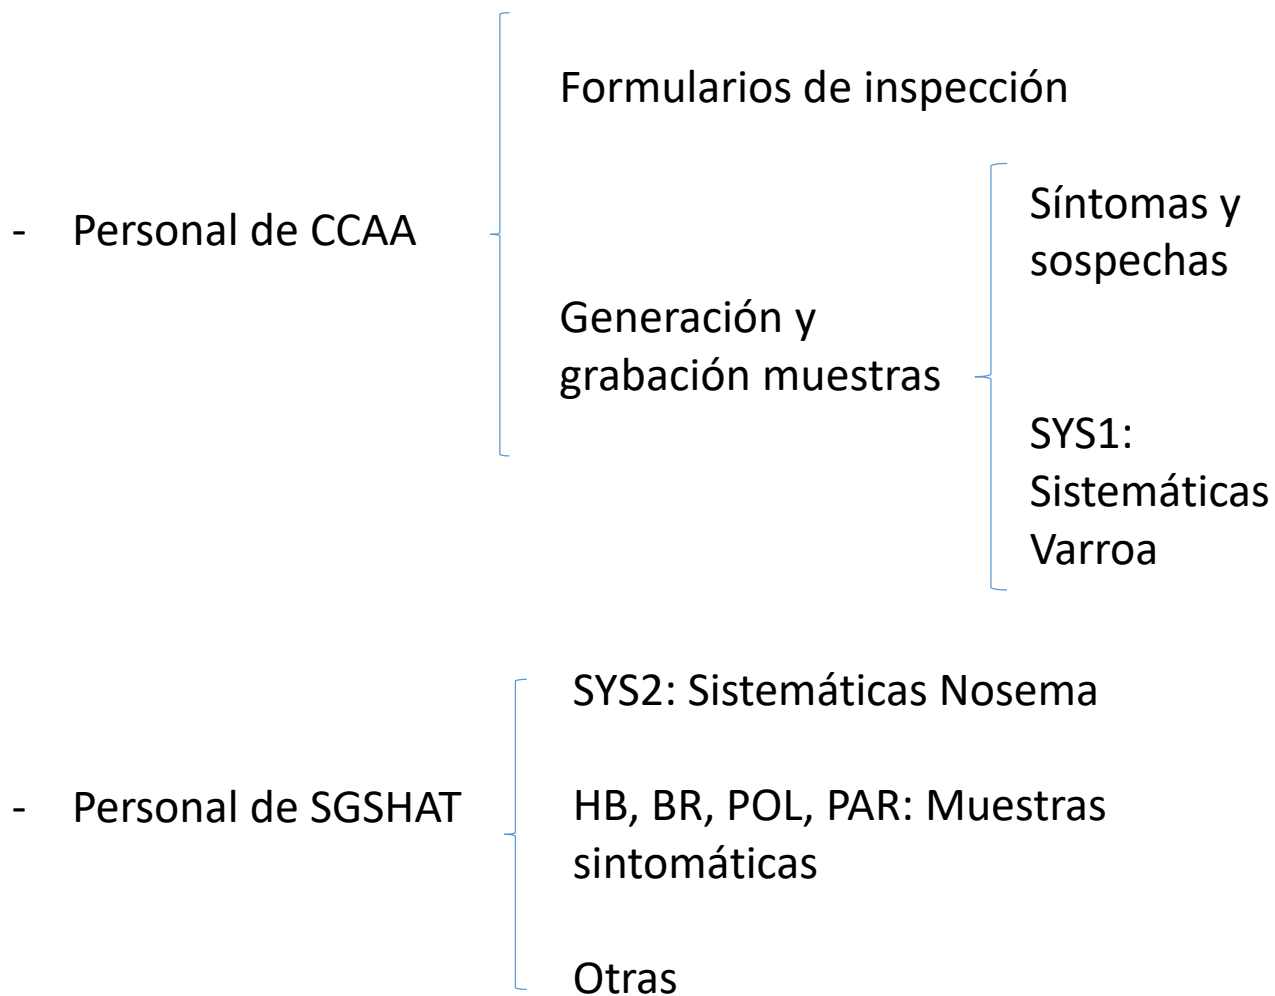 Formularios de inspección
- Personal de CCAA
Generación y
grabación muestras
Síntomas y
sospechas
SYS1:
Sistemáticas
Varroa
SYS2: Sistemáticas Nosema
- Personal de SGSHAT
HB, BR, POL, PAR: Muestras
sintomáticas
Otras